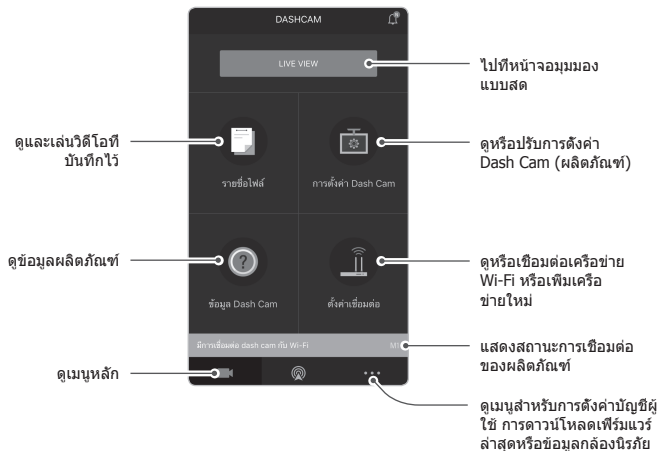 DASHCAM
LIVE VIEW
ไปที่หน้าจอมุมมอง
แบบสด
ดูและเล่นวิดีโอที่
บันทึกไว้
ดูหรือปรับการตั้งค่า
Dash Cam (ผลิตภัณฑ์)
รายชื่อไฟล์
การตั้งค่า Dash Cam
ดูข้อมูลผลิตภัณฑ์
ดูหรือเชื่อมต่อเครือข่าย
Wi-Fi หรือเพิ่มเครือ
ข่ายใหม่
ข้อมูล Dash Cam
ตั้งค่าเชื่อมต่อ
มีการเชื่อมต่อ dash cam กับ Wi-Fi
แสดงสถานะการเชื่อมต่อ
ของผลิตภัณฑ์
ดูเมนูหลัก
ดูเมนูสำหรับการตั้งค่าบัญชีผู้
ใช้ การดาวน์โหลดเฟิร์มแวร์
ล่าสุดหรือข้อมูลกล้องนิรภัย